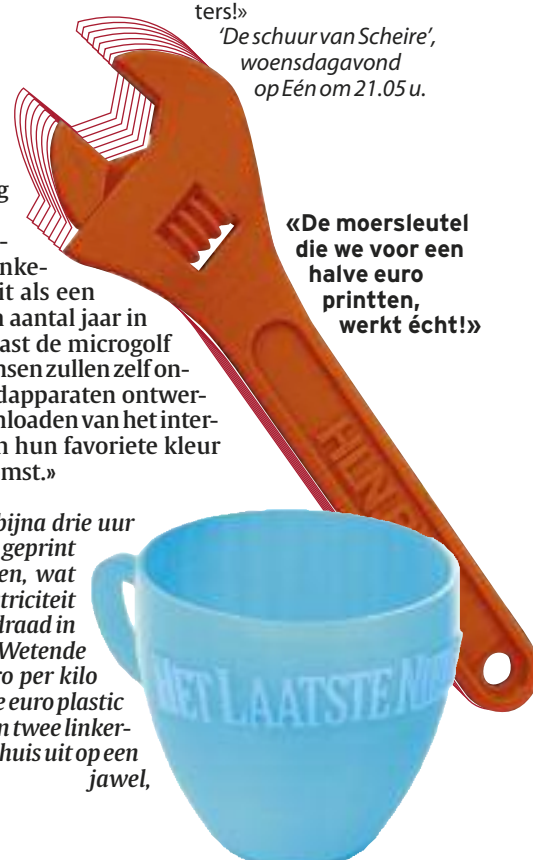 ters!»
'De schuur van Scheire',
woensdagavond
op Eén om 21.05 u.
«De moersleutel
die we voor een
halve euro
printten,
werkt écht!»
g
-
nke-
it als een
n aantal jaar in
ast de microgolf
nsen zullen zelf on-
dapparaten ontwer-
nloaden van het inter-
n hun favoriete kleur
mst.»
bijna drie uur
geprint
en, wat
triciteit
draad in
Wetende
ro per kilo
e euro plastic
n twee linker-
huis uit op een
jawel,
HET LAATSTE